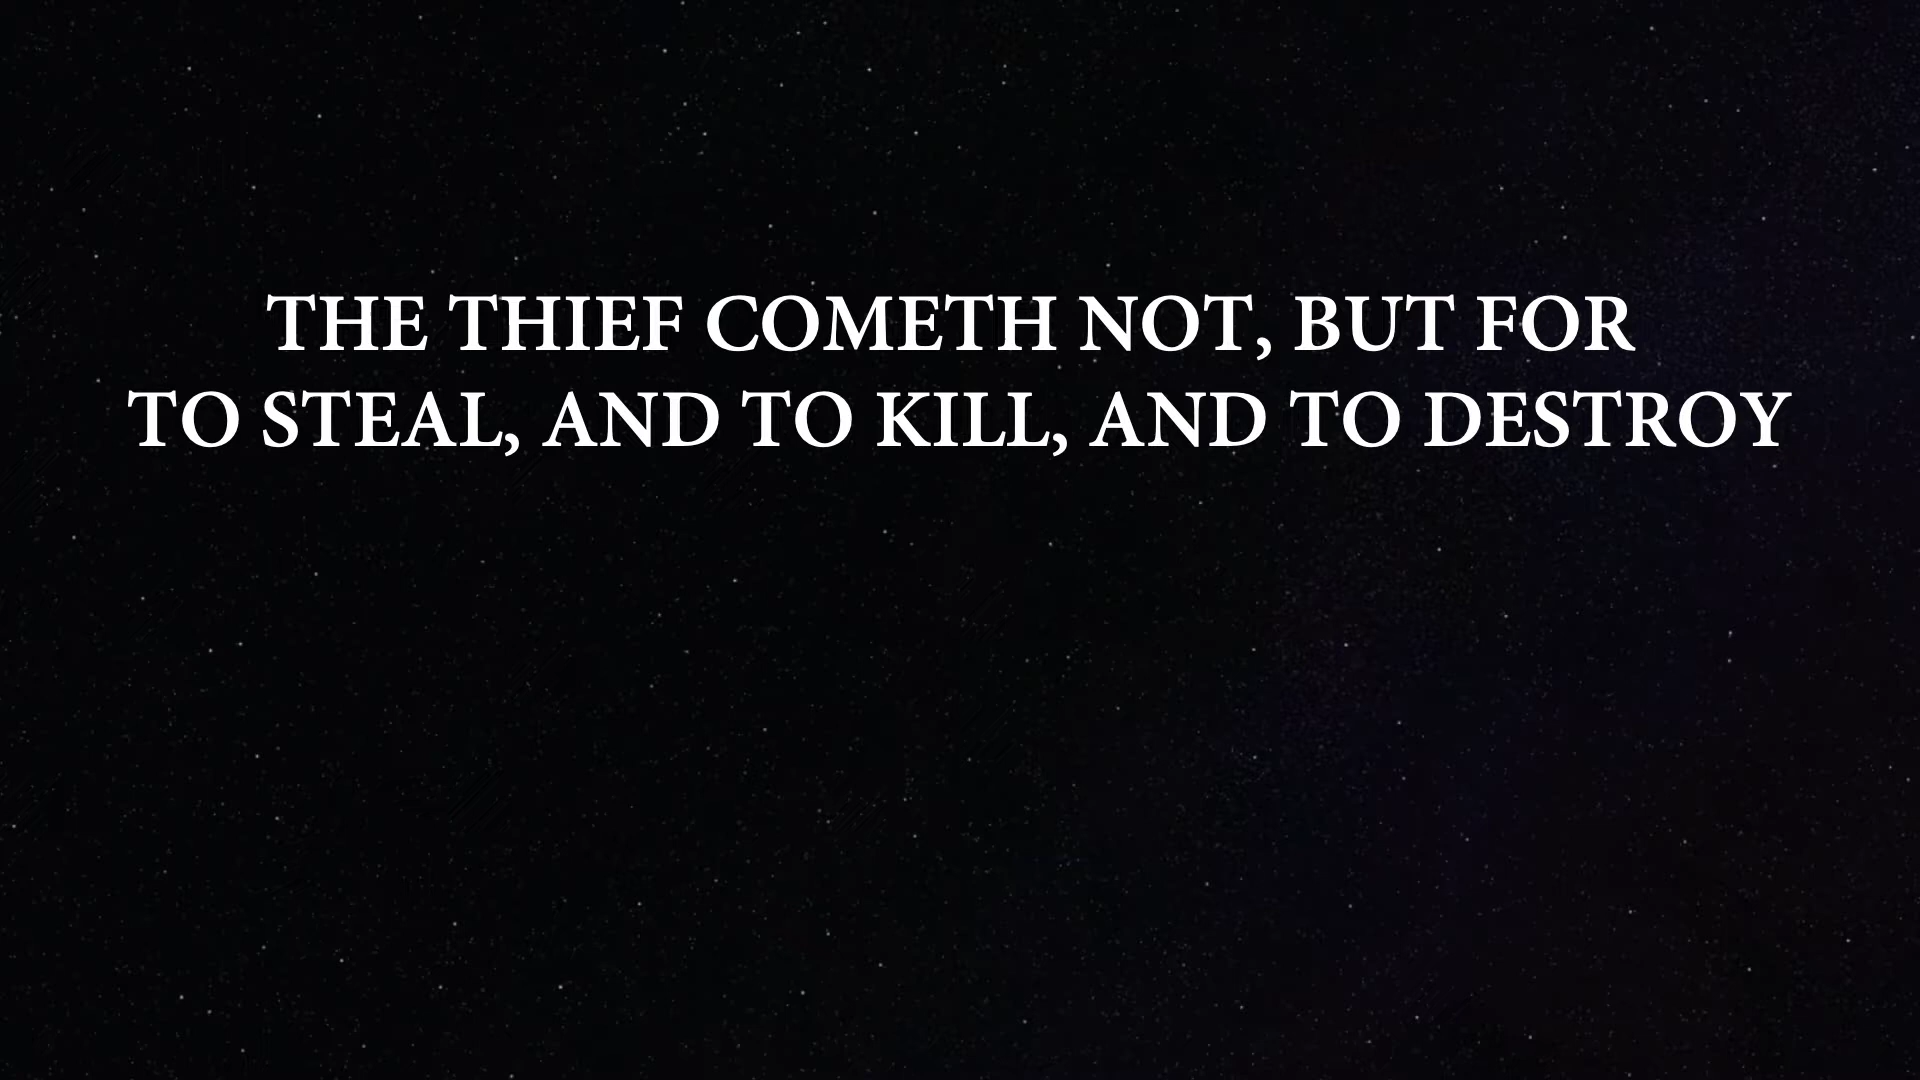 THE THIEF COMETH NOT, BUT FOR
TO STEAL, AND TO KILL, AND TO DESTROY